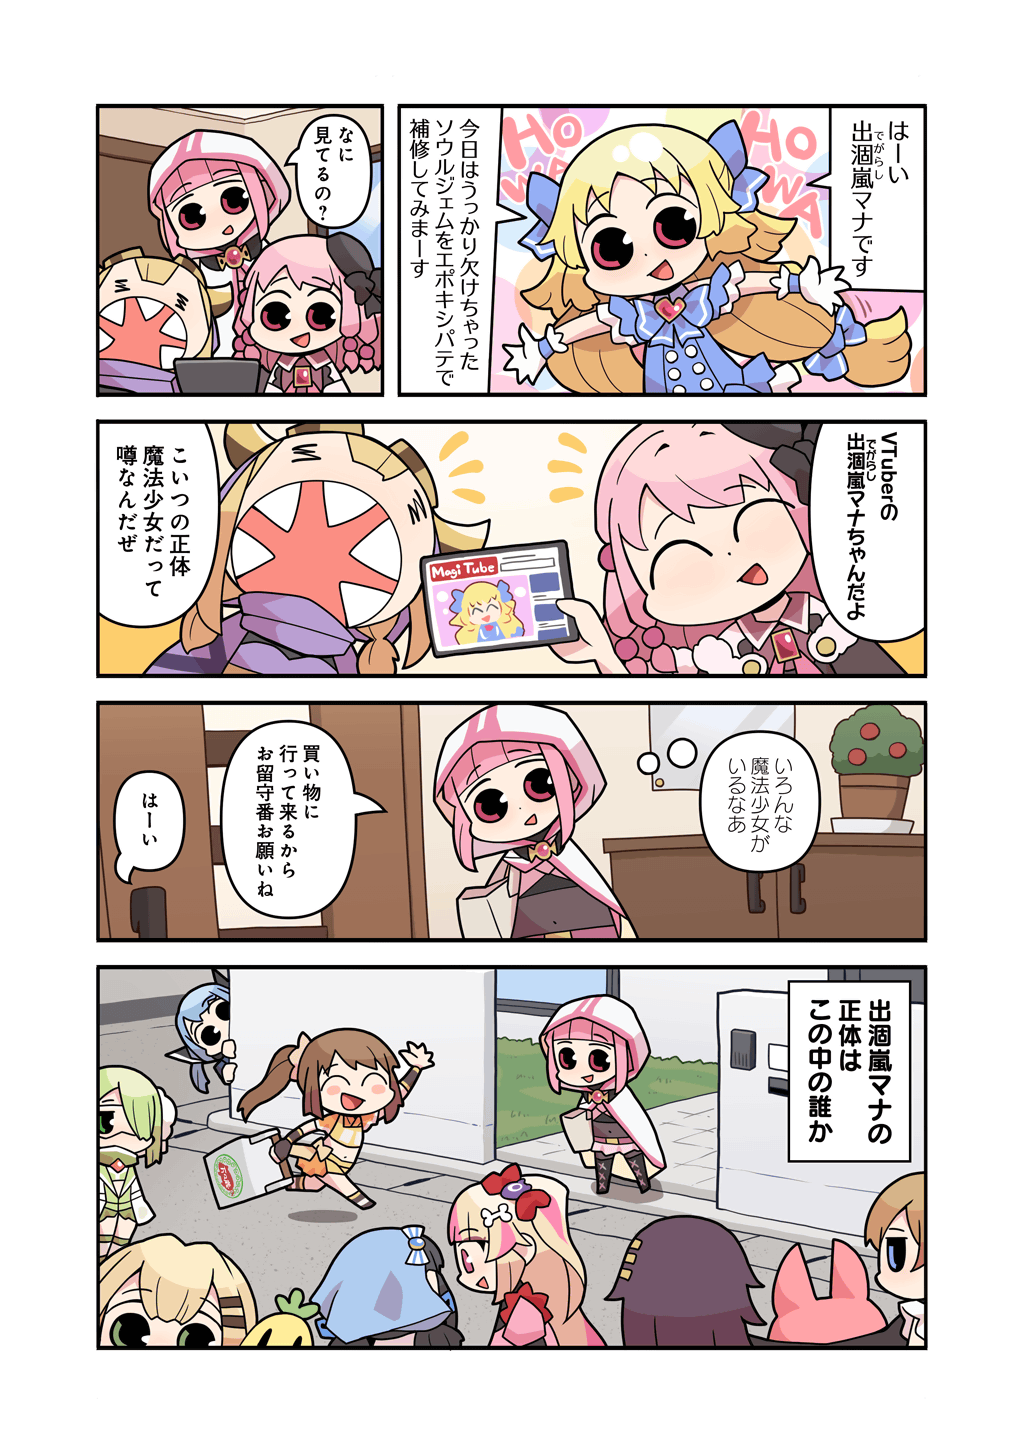 はーい
出涸嵐マナです
でがらし
HOWA
HOWA
今日はうっかり欠けちゃった
ソウルジェムをエポキシパテで
補修してみまーす
なに
見てるの?
VTuberの
出涸嵐マナちゃんだよ
でがらし
Magi Tube
こいつの正体
魔法少女だって
噂なんだぜ
いろんな
魔法少女が
いるなあ
買い物に
行って来るから
お留守番お願いね
はーい
出涸嵐マナの
正体は
この中の誰か